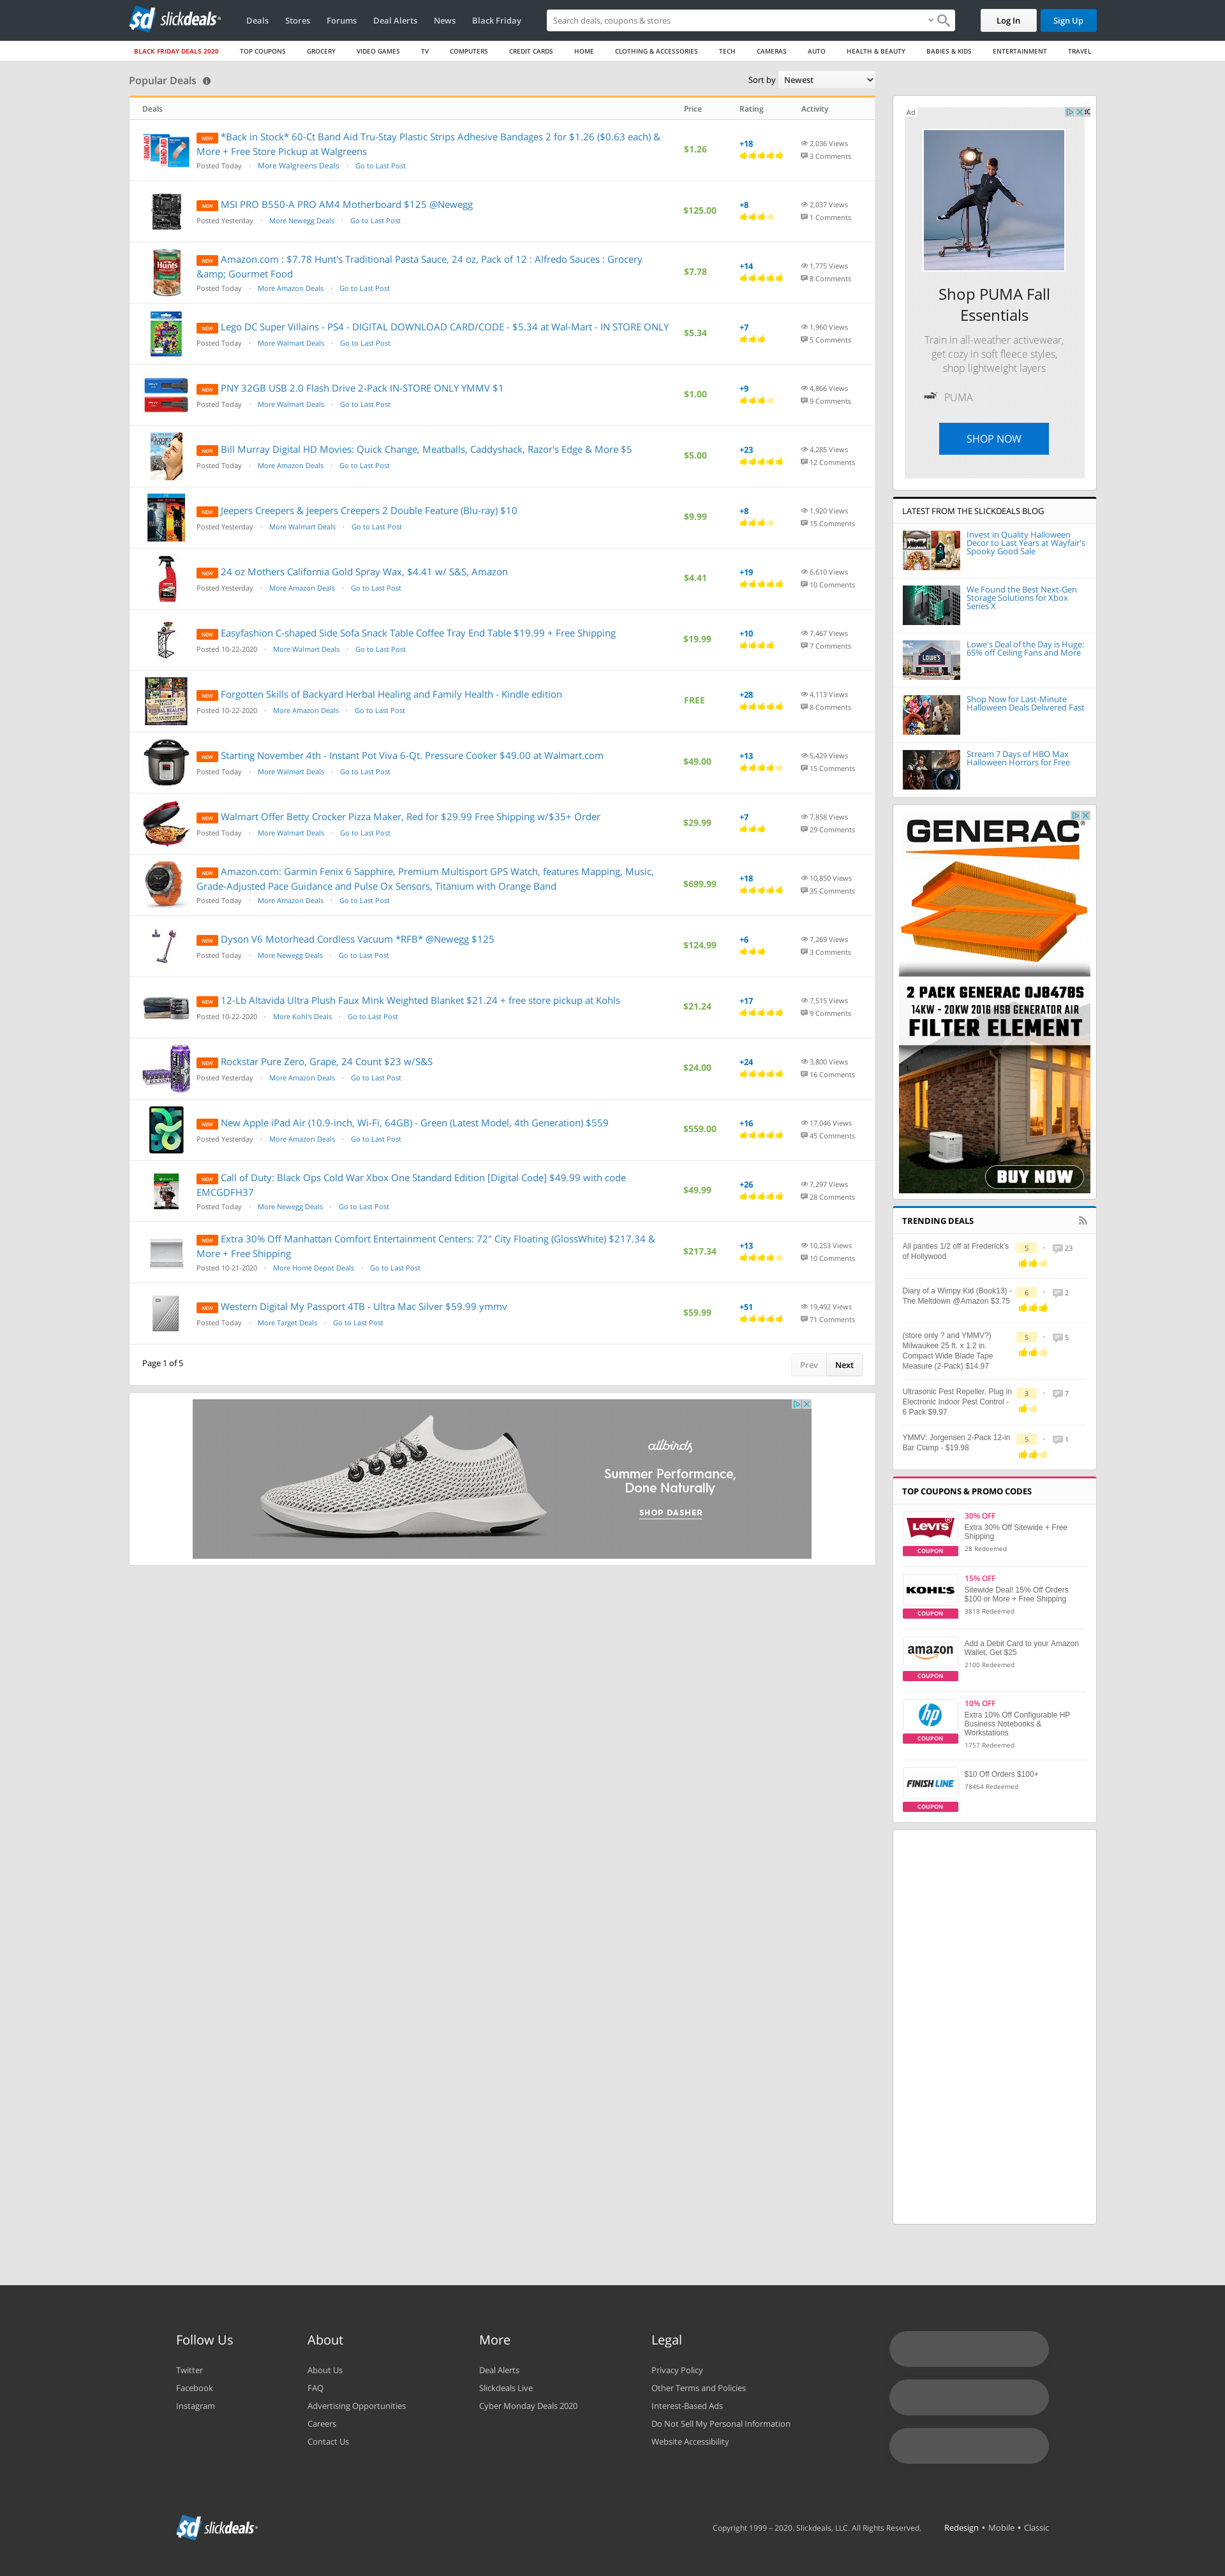 slickdeals
Deals
Stores
Forums
Deal Alerts
News
Black Friday
Search deals, coupons & stores
Log In
Sign Up
BLACK FRIDAY DEALS 2020
TOP COUPONS
GROCERY
VIDEO GAMES
TV
COMPUTERS
CREDIT CARDS
HOME
CLOTHING & ACCESSORIES
TECH
CAMERAS
AUTO
HEALTH & BEAUTY
BABIES & KIDS
ENTERTAINMENT
TRAVEL
Popular Deals
Sort by Newest
Deals Price Rating Activity
NEW *Back in Stock* 60-Ct Band Aid Tru-Stay Plastic Strips Adhesive Bandages 2 for $1.26 ($0.63 each) &
More + Free Store Pickup at Walgreens
Posted Today · More Walgreens Deals · Go to Last Post
$1.26
+18
2,036 Views
3 Comments
NEW MSI PRO B550-A PRO AM4 Motherboard $125 @Newegg
Posted Yesterday · More Newegg Deals · Go to Last Post
$125.00
+8
2,037 Views
1 Comments
NEW Amazon.com : $7.78 Hunt's Traditional Pasta Sauce, 24 oz, Pack of 12 : Alfredo Sauces : Grocery
&amp; Gourmet Food
Posted Today · More Amazon Deals · Go to Last Post
$7.78
+14
1,775 Views
8 Comments
NEW Lego DC Super Villains - PS4 - DIGITAL DOWNLOAD CARD/CODE - $5.34 at Wal-Mart - IN STORE ONLY
Posted Today · More Walmart Deals · Go to Last Post
$5.34
+7
1,960 Views
5 Comments
NEW PNY 32GB USB 2.0 Flash Drive 2-Pack IN-STORE ONLY YMMV $1
Posted Today · More Walmart Deals · Go to Last Post
$1.00
+9
4,866 Views
9 Comments
NEW Bill Murray Digital HD Movies: Quick Change, Meatballs, Caddyshack, Razor's Edge & More $5
Posted Today · More Amazon Deals · Go to Last Post
$5.00
+23
4,285 Views
12 Comments
NEW Jeepers Creepers & Jeepers Creepers 2 Double Feature (Blu-ray) $10
Posted Yesterday · More Walmart Deals · Go to Last Post
$9.99
+8
1,920 Views
15 Comments
NEW 24 oz Mothers California Gold Spray Wax, $4.41 w/ S&S, Amazon
Posted Yesterday · More Amazon Deals · Go to Last Post
$4.41
+19
6,610 Views
10 Comments
NEW Easyfashion C-shaped Side Sofa Snack Table Coffee Tray End Table $19.99 + Free Shipping
Posted 10-22-2020 · More Walmart Deals · Go to Last Post
$19.99
+10
7,467 Views
7 Comments
NEW Forgotten Skills of Backyard Herbal Healing and Family Health - Kindle edition
Posted 10-22-2020 · More Amazon Deals · Go to Last Post
FREE
+28
4,113 Views
8 Comments
NEW Starting November 4th - Instant Pot Viva 6-Qt. Pressure Cooker $49.00 at Walmart.com
Posted Today · More Walmart Deals · Go to Last Post
$49.00
+13
5,429 Views
15 Comments
NEW Walmart Offer Betty Crocker Pizza Maker, Red for $29.99 Free Shipping w/$35+ Order
Posted Today · More Walmart Deals · Go to Last Post
$29.99
+7
7,858 Views
29 Comments
NEW Amazon.com: Garmin Fenix 6 Sapphire, Premium Multisport GPS Watch, features Mapping, Music,
Grade-Adjusted Pace Guidance and Pulse Ox Sensors, Titanium with Orange Band
Posted Today · More Amazon Deals · Go to Last Post
$699.99
+18
10,850 Views
35 Comments
NEW Dyson V6 Motorhead Cordless Vacuum *RFB* @Newegg $125
Posted Today · More Newegg Deals · Go to Last Post
$124.99
+6
7,269 Views
3 Comments
NEW 12-Lb Altavida Ultra Plush Faux Mink Weighted Blanket $21.24 + free store pickup at Kohls
Posted 10-22-2020 · More Kohl's Deals · Go to Last Post
$21.24
+17
7,515 Views
9 Comments
NEW Rockstar Pure Zero, Grape, 24 Count $23 w/S&S
Posted Yesterday · More Amazon Deals · Go to Last Post
$24.00
+24
3,800 Views
16 Comments
NEW New Apple iPad Air (10.9-inch, Wi-Fi, 64GB) - Green (Latest Model, 4th Generation) $559
Posted Yesterday · More Amazon Deals · Go to Last Post
$559.00
+16
17,046 Views
45 Comments
NEW Call of Duty: Black Ops Cold War Xbox One Standard Edition [Digital Code] $49.99 with code
EMCGDFH37
Posted Today · More Newegg Deals · Go to Last Post
$49.99
+26
7,297 Views
28 Comments
NEW Extra 30% Off Manhattan Comfort Entertainment Centers: 72" City Floating (GlossWhite) $217.34 &
More + Free Shipping
Posted 10-21-2020 · More Home Depot Deals · Go to Last Post
$217.34
+13
10,253 Views
10 Comments
NEW Western Digital My Passport 4TB - Ultra Mac Silver $59.99 ymmv
Posted Today · More Target Deals · Go to Last Post
$59.99
+51
19,492 Views
71 Comments
Page 1 of 5
Prev
Next
allbirds
Summer Performance,
Done Naturally
SHOP DASHER
Ad
Shop PUMA Fall
Essentials
Train in all-weather activewear,
get cozy in soft fleece styles,
shop lightweight layers
PUMA
SHOP NOW
LATEST FROM THE SLICKDEALS BLOG
Invest in Quality Halloween
Decor to Last Years at Wayfair's
Spooky Good Sale
We Found the Best Next-Gen
Storage Solutions for Xbox
Series X
LOWE'S
Lowe's Deal of the Day is Huge:
65% off Ceiling Fans and More
Shop Now for Last-Minute
Halloween Deals Delivered Fast
Stream 7 Days of HBO Max
Halloween Horrors for Free
GENERAC
2 PACK GENERAC 0J8478S
14KW - 20KW 2016 HSB GENERATOR AIR
FILTER ELEMENT
BUY NOW
TRENDING DEALS
All panties 1/2 off at Frederick's
of Hollywood
5 · 23
Diary of a Wimpy Kid (Book13) -
The Meltdown @Amazon $3.75
6 · 2
(store only ? and YMMV?)
Milwaukee 25 ft. x 1.2 in.
Compact Wide Blade Tape
Measure (2-Pack) $14.97
5 · 5
Ultrasonic Pest Repeller, Plug in
Electronic Indoor Pest Control -
6 Pack $9.97
3 · 7
YMMV: Jorgensen 2-Pack 12-in
Bar Clamp - $19.98
5 · 1
TOP COUPONS & PROMO CODES
LEVI'S
COUPON
30% OFF
Extra 30% Off Sitewide + Free
Shipping
28 Redeemed
KOHL'S
COUPON
15% OFF
Sitewide Deal! 15% Off Orders
$100 or More + Free Shipping
3818 Redeemed
amazon
COUPON
Add a Debit Card to your Amazon
Wallet, Get $25
2100 Redeemed
hp
COUPON
10% OFF
Extra 10% Off Configurable HP
Business Notebooks &
Workstations
1757 Redeemed
FINISH LINE
COUPON
$10 Off Orders $100+
78464 Redeemed
Follow Us
Twitter
Facebook
Instagram
About
About Us
FAQ
Advertising Opportunities
Careers
Contact Us
More
Deal Alerts
Slickdeals Live
Cyber Monday Deals 2020
Legal
Privacy Policy
Other Terms and Policies
Interest-Based Ads
Do Not Sell My Personal Information
Website Accessibility
slickdeals
Copyright 1999 – 2020. Slickdeals, LLC. All Rights Reserved.
Redesign • Mobile • Classic